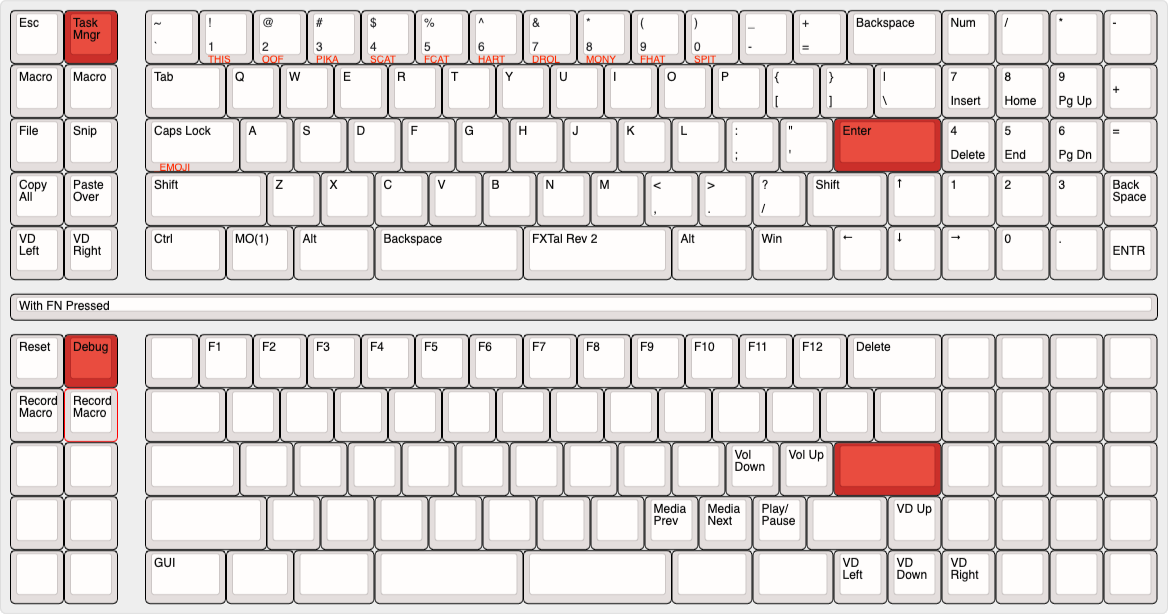 Esc Task Mngr ~ ` ! 1 THIS @ 2 OOF # 3 PIKA $ 4 SCAT % 5 FCAT ^ 6 HART & 7 DROL * 8 MONY ( 9 FHAT ) 0 SPIT _ - + = Backspace Num / * -
Macro Macro Tab Q W E R T Y U I O P { [ } ] | \ 7 Insert 8 Home 9 Pg Up +
File Snip Caps Lock EMOJI A S D F G H J K L : ; " ' Enter 4 Delete 5 End 6 Pg Dn =
Copy All Paste Over Shift Z X C V B N M < , > . ? / Shift ↑ 1 2 3 Back Space
VD Left VD Right Ctrl MO(1) Alt Backspace FXTal Rev 2 Alt Win ← ↓ → 0 . ENTR
With FN Pressed
Reset Debug F1 F2 F3 F4 F5 F6 F7 F8 F9 F10 F11 F12 Delete
Record Macro Record Macro
Vol Down Vol Up
Media Prev Media Next Play/ Pause VD Up
GUI VD Left VD Down VD Right